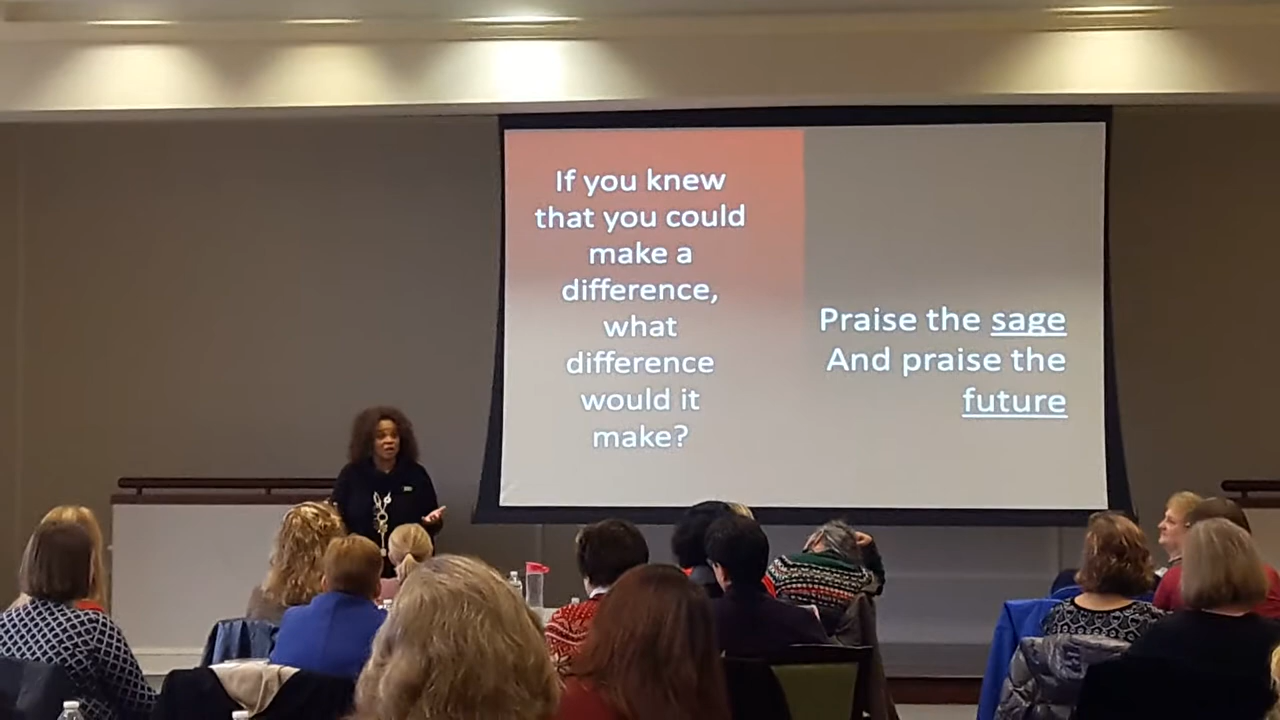 If you knew
that you could
make a
difference,
what
difference
would it
make?
Praise the sage
And praise the
future